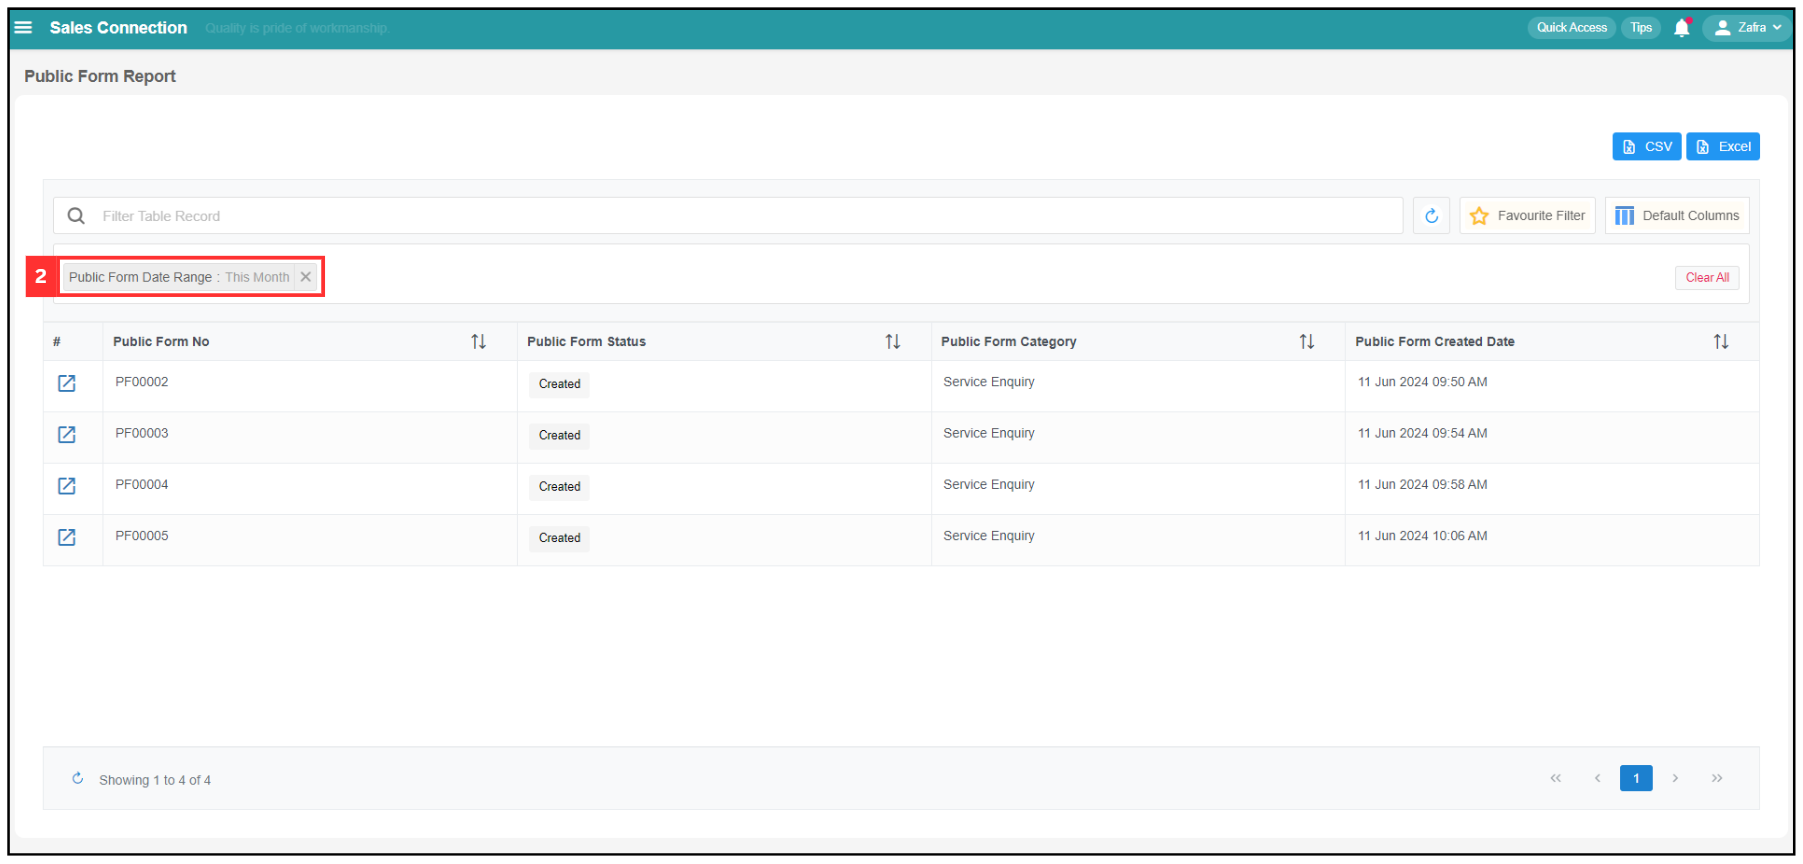 Sales Connection Quality is pride of workmanship. Quick Access Tips Zafra
Public Form Report
CSV Excel
Filter Table Record Favourite Filter Default Columns
2 Public Form Date Range : This Month Clear All
# Public Form No Public Form Status Public Form Category Public Form Created Date
PF00002 Created Service Enquiry 11 Jun 2024 09:50 AM
PF00003 Created Service Enquiry 11 Jun 2024 09:54 AM
PF00004 Created Service Enquiry 11 Jun 2024 09:58 AM
PF00005 Created Service Enquiry 11 Jun 2024 10:06 AM
Showing 1 to 4 of 4 « ‹ 1 › »